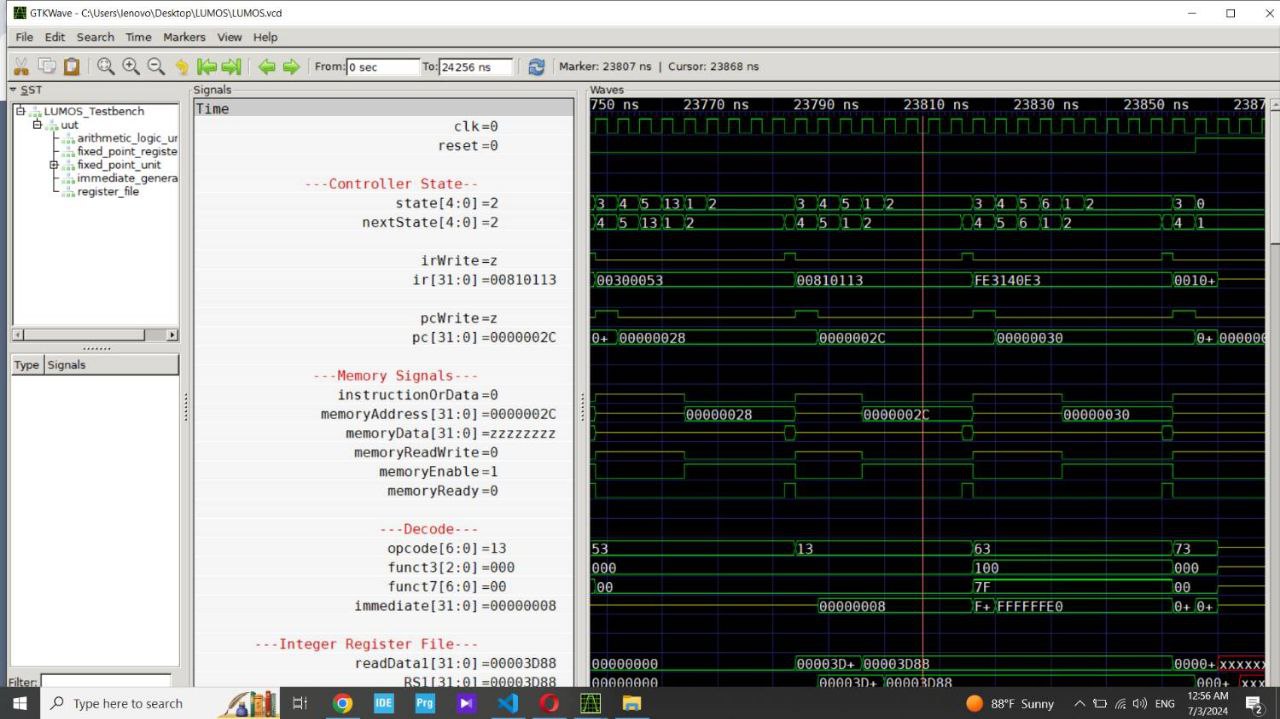 GTKWave - C:\Users\lenovo\Desktop\LUMOS\LUMOS.vcd
File Edit Search Time Markers View Help
From: 0 sec To: 24256 ns Marker: 23807 ns | Cursor: 23868 ns
SST
LUMOS_Testbench
uut
arithmetic_logic_ur
fixed_point_registe
fixed_point_unit
immediate_genera
register_file
Type Signals
Filter:
Signals
Time
clk=0
reset=0
---Controller State--
state[4:0]=2
nextState[4:0]=2
irWrite=z
ir[31:0]=00810113
pcWrite=z
pc[31:0]=0000002C
---Memory Signals---
instructionOrData=0
memoryAddress[31:0]=0000002C
memoryData[31:0]=zzzzzzzz
memoryReadWrite=0
memoryEnable=1
memoryReady=0
---Decode---
opcode[6:0]=13
funct3[2:0]=000
funct7[6:0]=00
immediate[31:0]=00000008
---Integer Register File---
readData1[31:0]=00003D88
RS1[31:0]=00003D88
Waves
750 ns 23770 ns 23790 ns 23810 ns 23830 ns 23850 ns 2387
3 4 5 13 1 2 3 4 5 1 2 3 4 5 6 1 2 3 0
4 5 13 1 2 4 5 1 2 4 5 6 1 2 4 1
00300053 00810113 FE3140E3 0010+
0+ 00000028 0000002C 00000030 0+ 000000
00000028 0000002C 00000030
53 13 63 73
000 100 000
00 7F 00
00000008 F+ FFFFFFE0 0+ 0+
00000000 00003D+ 00003D88 0000+ xxxxxx
00000000 00003D+ 00003D88 000+ xxx
Type here to search
IDE
Prg
88°F Sunny
ENG
12:56 AM
7/3/2024
2